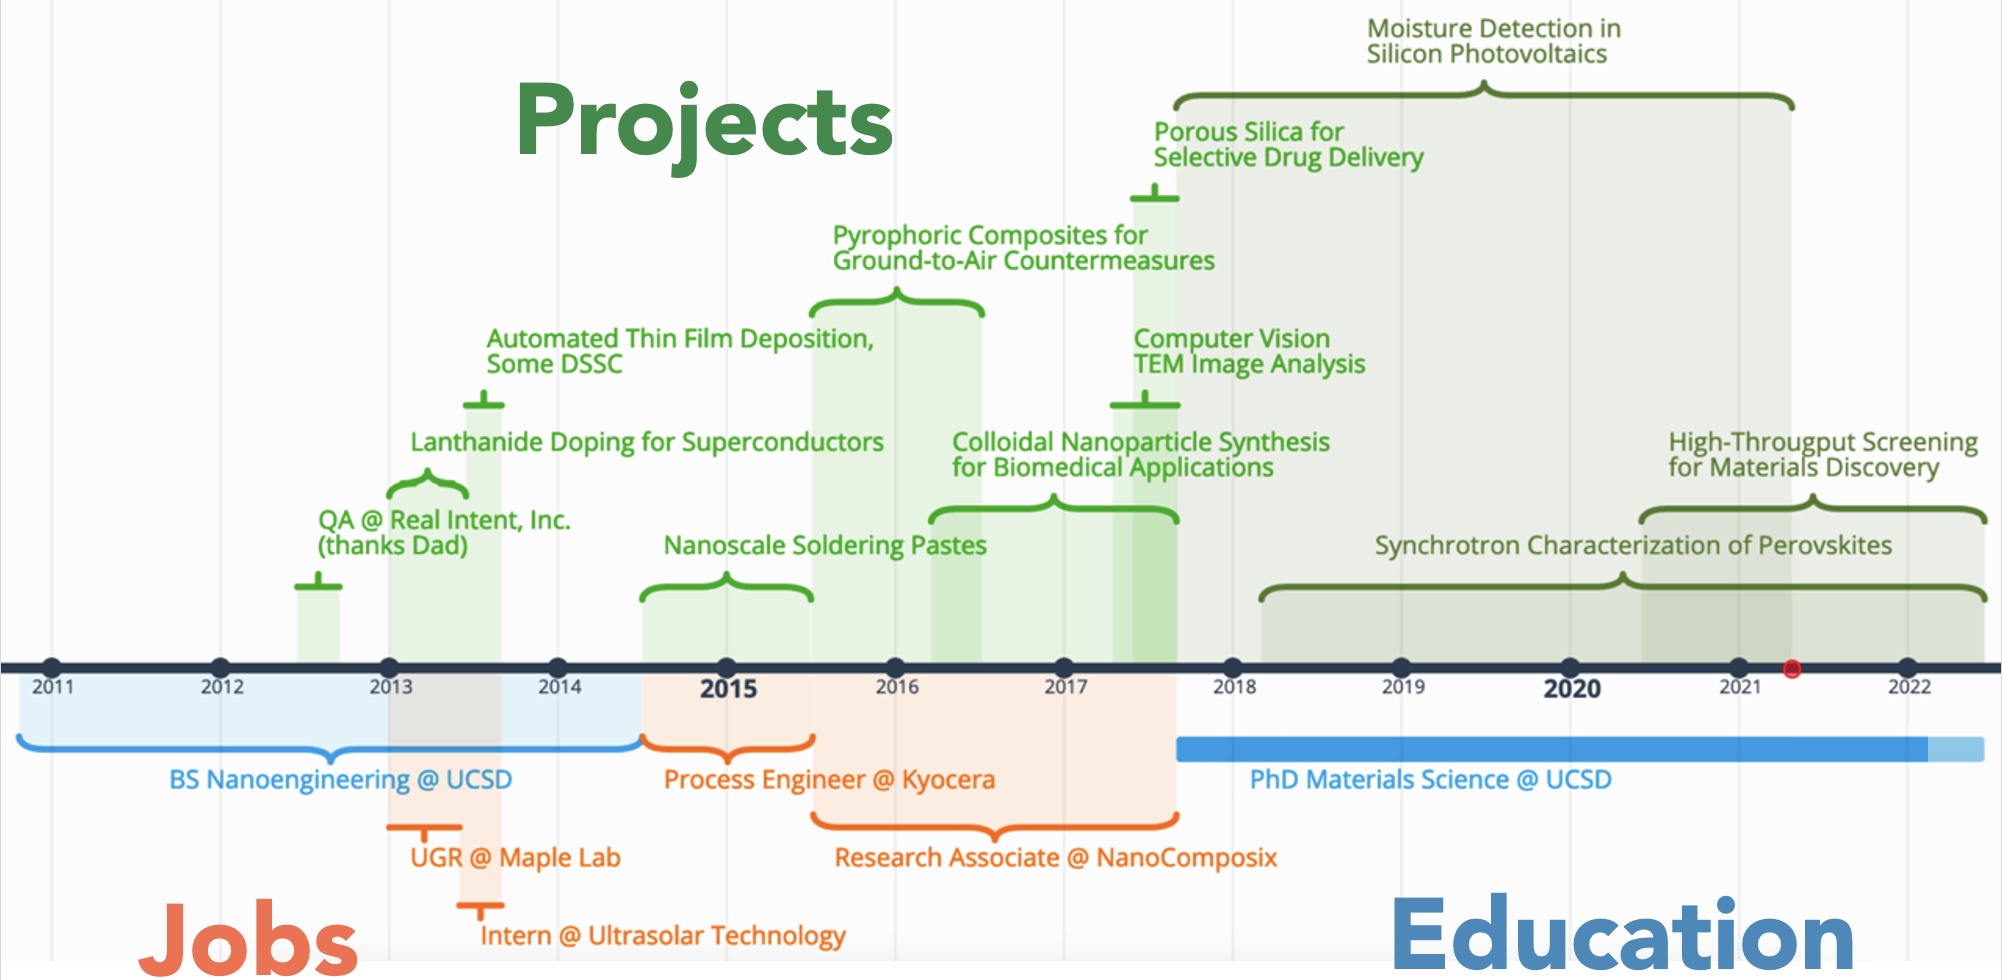 Moisture Detection in
Silicon Photovoltaics
Projects
Porous Silica for
Selective Drug Delivery
Pyrophoric Composites for
Ground-to-Air Countermeasures
Automated Thin Film Deposition,
Some DSSC
Computer Vision
TEM Image Analysis
Lanthanide Doping for Superconductors
Colloidal Nanoparticle Synthesis
for Biomedical Applications
High-Througput Screening
for Materials Discovery
QA @ Real Intent, Inc.
(thanks Dad)
Nanoscale Soldering Pastes
Synchrotron Characterization of Perovskites
2011 2012 2013 2014 2015 2016 2017 2018 2019 2020 2021 2022
BS Nanoengineering @ UCSD
Process Engineer @ Kyocera
PhD Materials Science @ UCSD
UGR @ Maple Lab
Research Associate @ NanoComposix
Intern @ Ultrasolar Technology
Jobs
Education